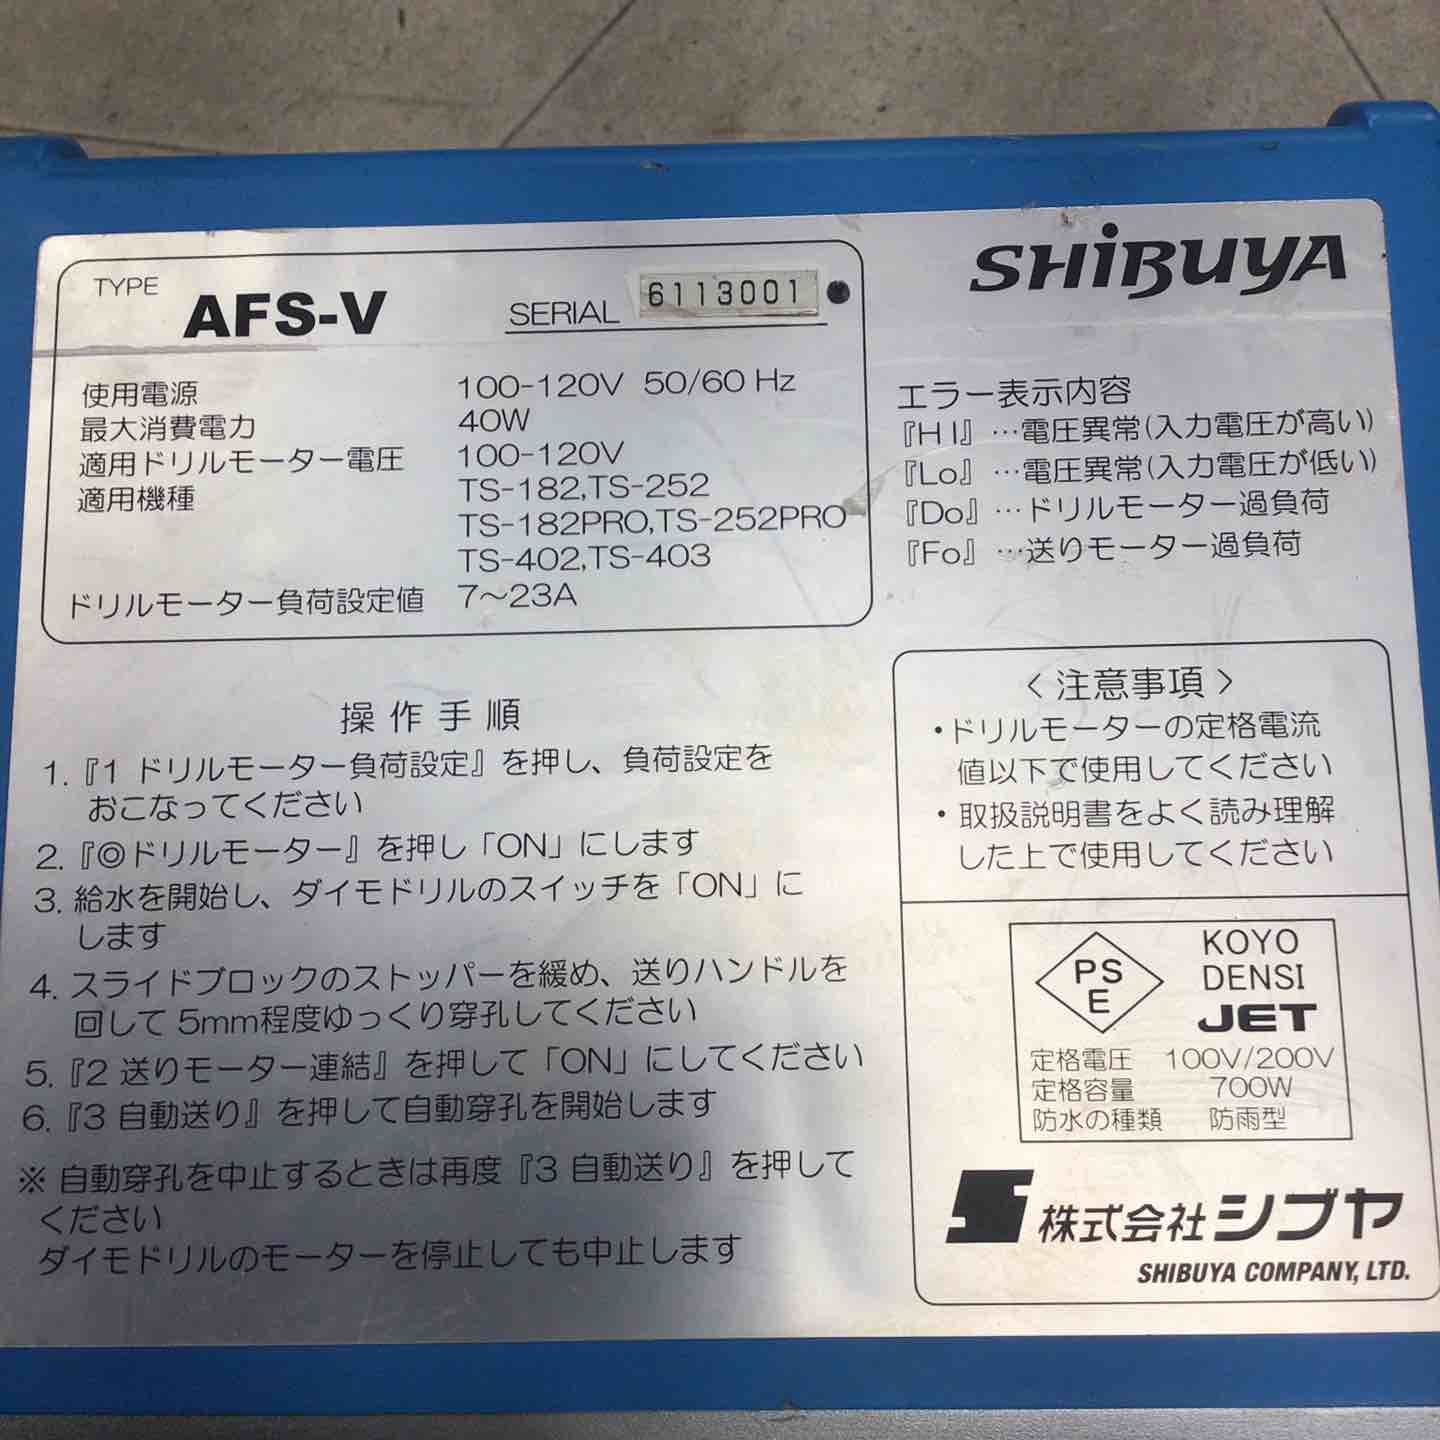 TYPE AFS-V SERIAL 6113001
使用電源 100-120V 50/60 Hz
最大消費電力 40W
適用ドリルモーター電圧 100-120V
適用機種 TS-182,TS-252
TS-182PRO,TS-252PRO
TS-402,TS-403
ドリルモーター負荷設定値 7〜23A
SHiBUYA
エラー表示内容
『HI』…電圧異常(入力電圧が高い)
『Lo』…電圧異常(入力電圧が低い)
『Do』…ドリルモーター過負荷
『Fo』…送りモーター過負荷
操作手順
1.『1 ドリルモーター負荷設定』を押し、負荷設定を
おこなってください
2.『◎ドリルモーター』を押し「ON」にします
3. 給水を開始し、ダイモドリルのスイッチを「ON」に
します
4. スライドブロックのストッパーを緩め、送りハンドルを
回して 5mm程度ゆっくり穿孔してください
5.『2 送りモーター連結』を押して「ON」にしてください
6.『3 自動送り』を押して自動穿孔を開始します
※ 自動穿孔を中止するときは再度『3 自動送り』を押して
ください
ダイモドリルのモーターを停止しても中止します
〈 注意事項 〉
・ドリルモーターの定格電流
値以下で使用してください
・取扱説明書をよく読み理解
した上で使用してください
PS
E
KOYO
DENSI
JET
定格電圧 100V/200V
定格容量 700W
防水の種類 防雨型
株式会社シブヤ
SHIBUYA COMPANY, LTD.